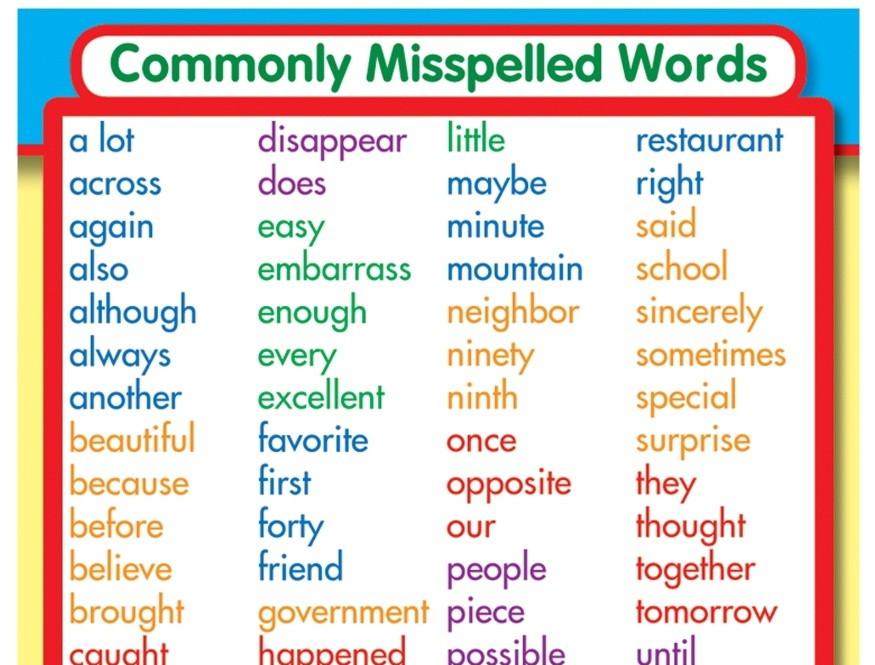 Commonly Misspelled Words
a lot
across
again
also
although
always
another
beautiful
because
before
believe
brought
caught
disappear
does
easy
embarrass
enough
every
excellent
favorite
first
forty
friend
government
happened
little
maybe
minute
mountain
neighbor
ninety
ninth
once
opposite
our
people
piece
possible
restaurant
right
said
school
sincerely
sometimes
special
surprise
they
thought
together
tomorrow
until